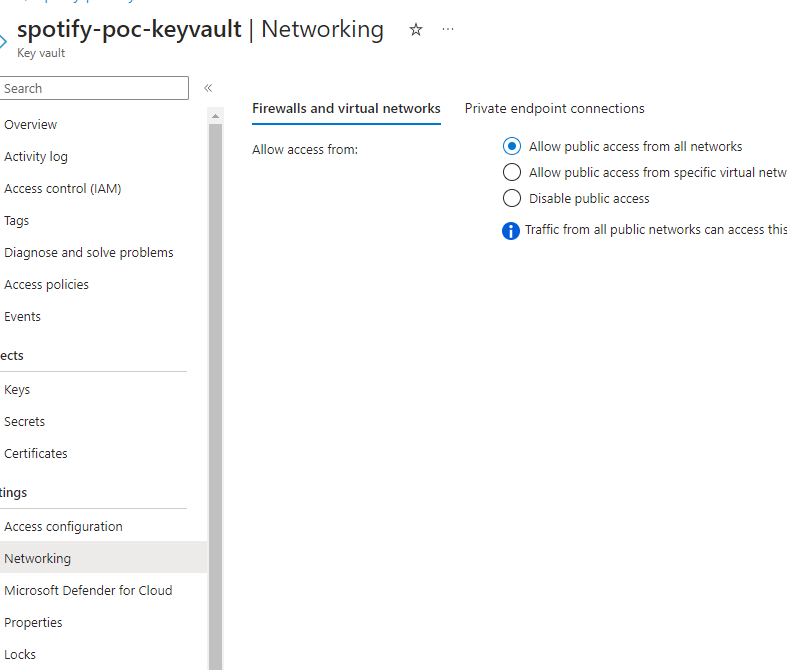 spotify-poc-keyvault | Networking
Key vault
Search
Overview
Activity log
Access control (IAM)
Tags
Diagnose and solve problems
Access policies
Events
ects
Keys
Secrets
Certificates
tings
Access configuration
Networking
Microsoft Defender for Cloud
Properties
Locks
Firewalls and virtual networks
Private endpoint connections
Allow access from:
Allow public access from all networks
Allow public access from specific virtual netw
Disable public access
Traffic from all public networks can access this